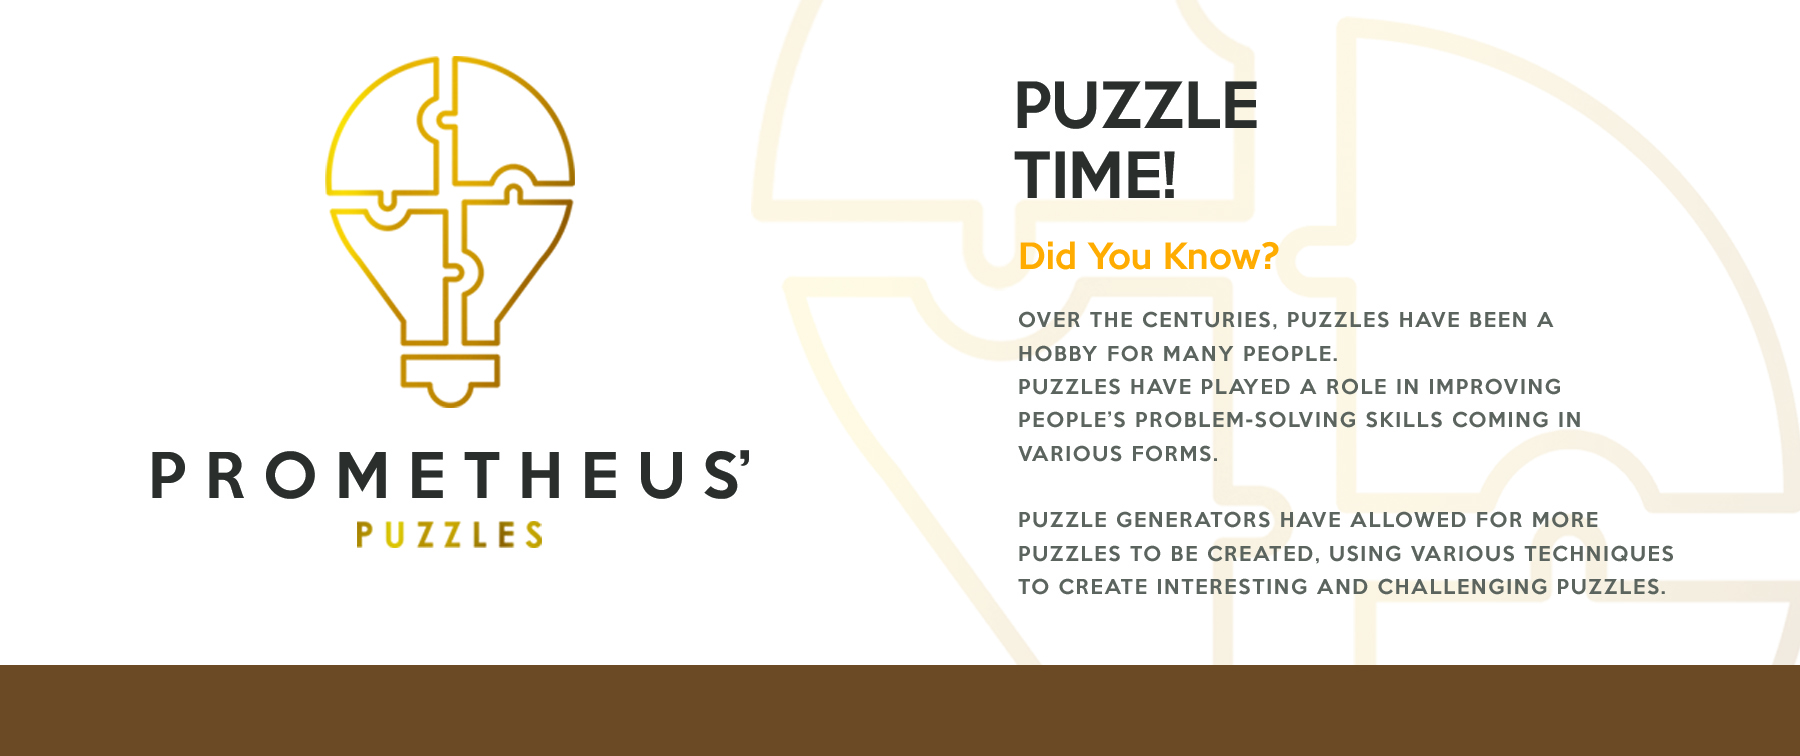 PROMETHEUS’
PUZZLES
PUZZLE
TIME!
Did You Know?
OVER THE CENTURIES, PUZZLES HAVE BEEN A
HOBBY FOR MANY PEOPLE.
PUZZLES HAVE PLAYED A ROLE IN IMPROVING
PEOPLE’S PROBLEM-SOLVING SKILLS COMING IN
VARIOUS FORMS.
PUZZLE GENERATORS HAVE ALLOWED FOR MORE
PUZZLES TO BE CREATED, USING VARIOUS TECHNIQUES
TO CREATE INTERESTING AND CHALLENGING PUZZLES.